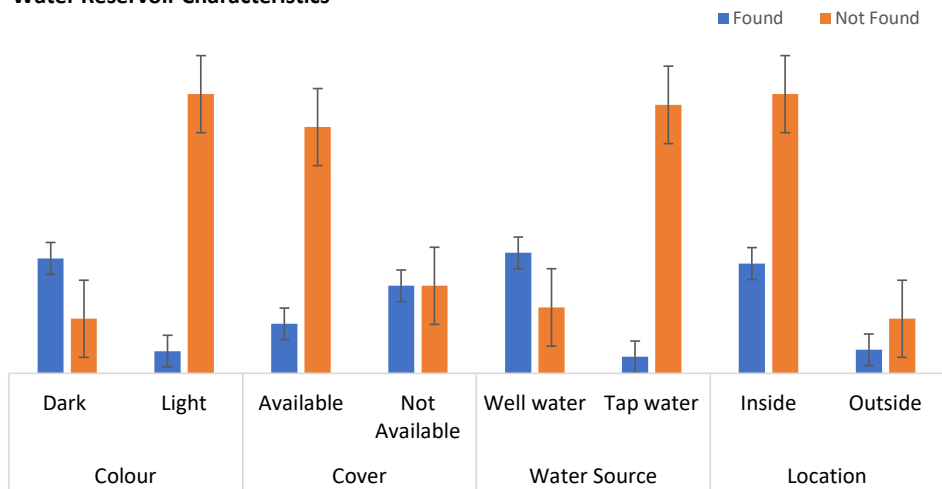 Water Reservoir Characteristics
Found Not Found
Dark Light Available Not Available Well water Tap water Inside Outside
Colour Cover Water Source Location